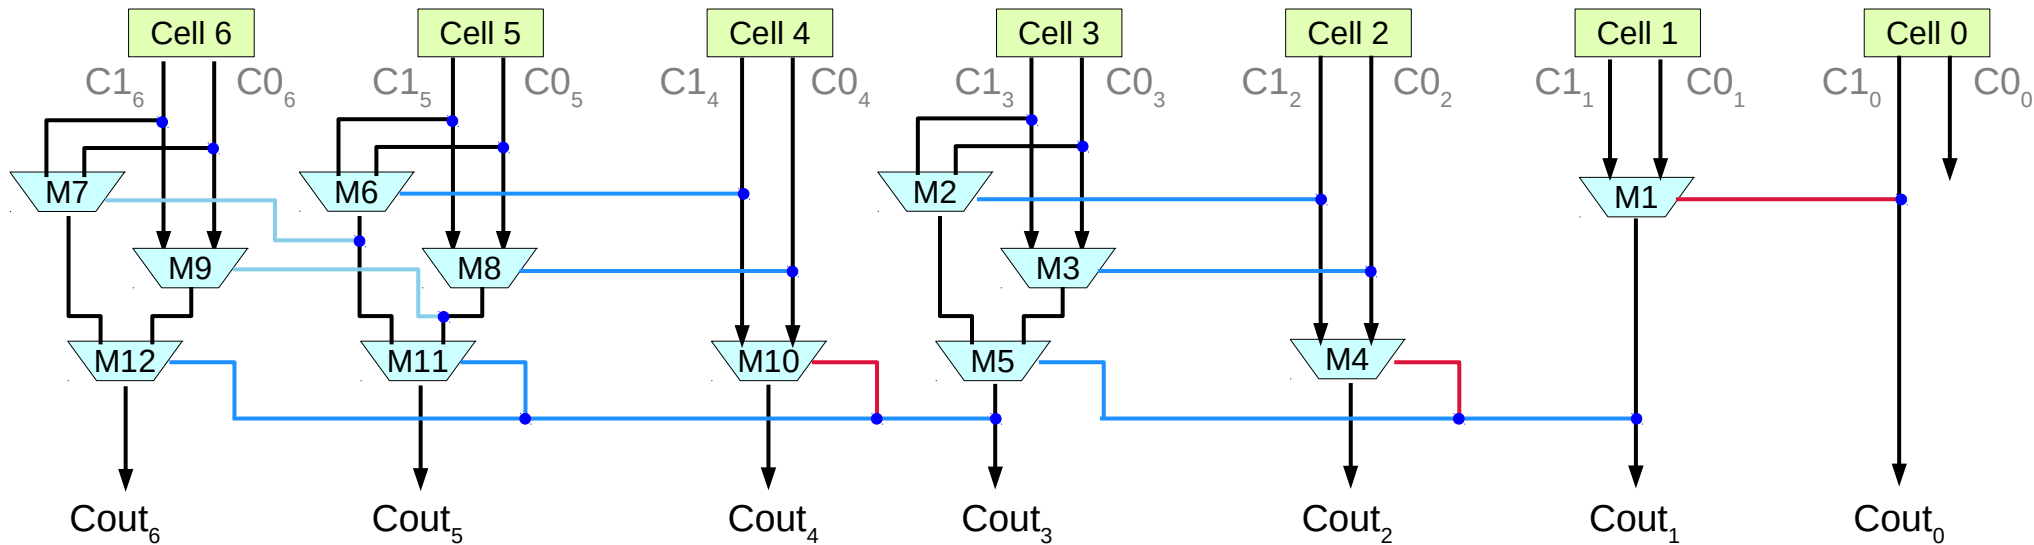 Cell 6 Cell 5 Cell 4 Cell 3 Cell 2 Cell 1 Cell 0
C1₆ C0₆ C1₅ C0₅ C1₄ C0₄ C1₃ C0₃ C1₂ C0₂ C1₁ C0₁ C1₀ C0₀
M7 M6 M2 M1
M9 M8 M3
M12 M11 M10 M5 M4
Cout₆ Cout₅ Cout₄ Cout₃ Cout₂ Cout₁ Cout₀